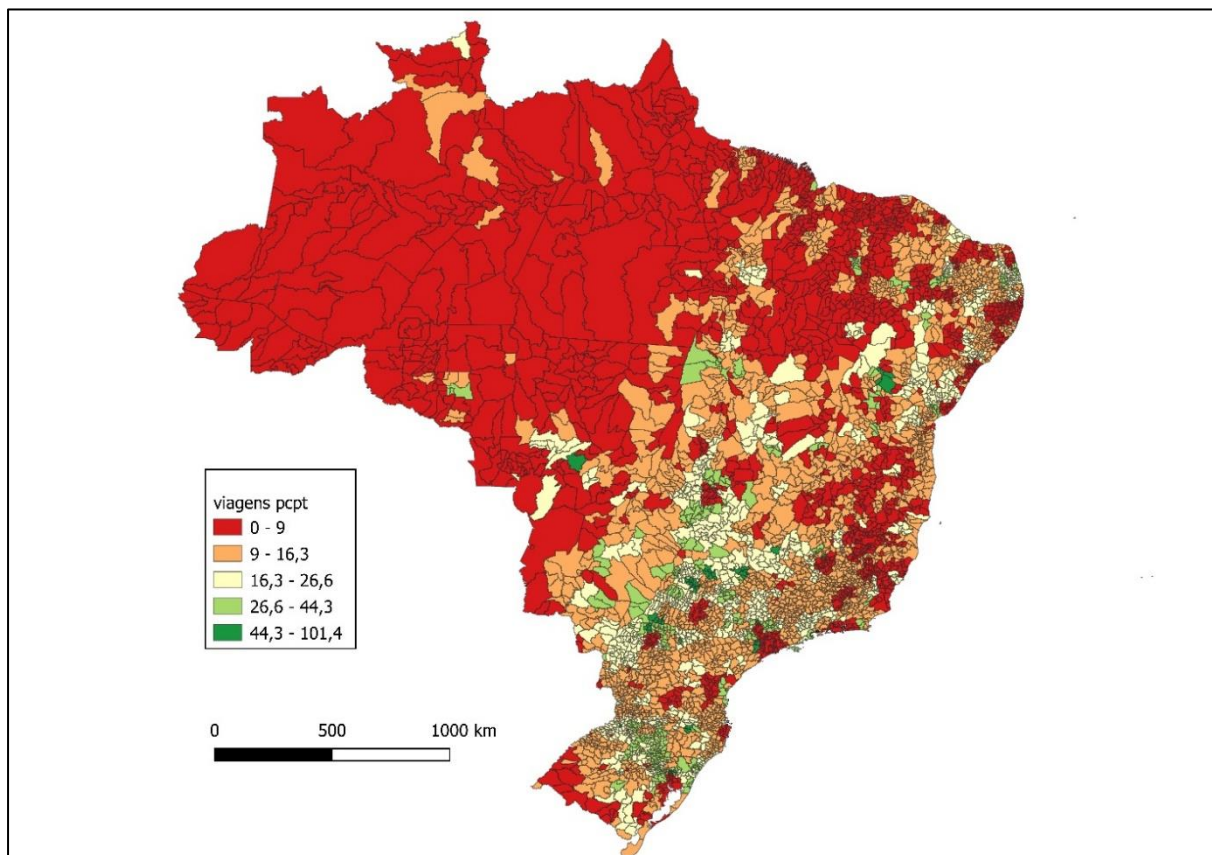 viagens pcpt
0 - 9
9 - 16,3
16,3 - 26,6
26,6 - 44,3
44,3 - 101,4
0 500 1000 km